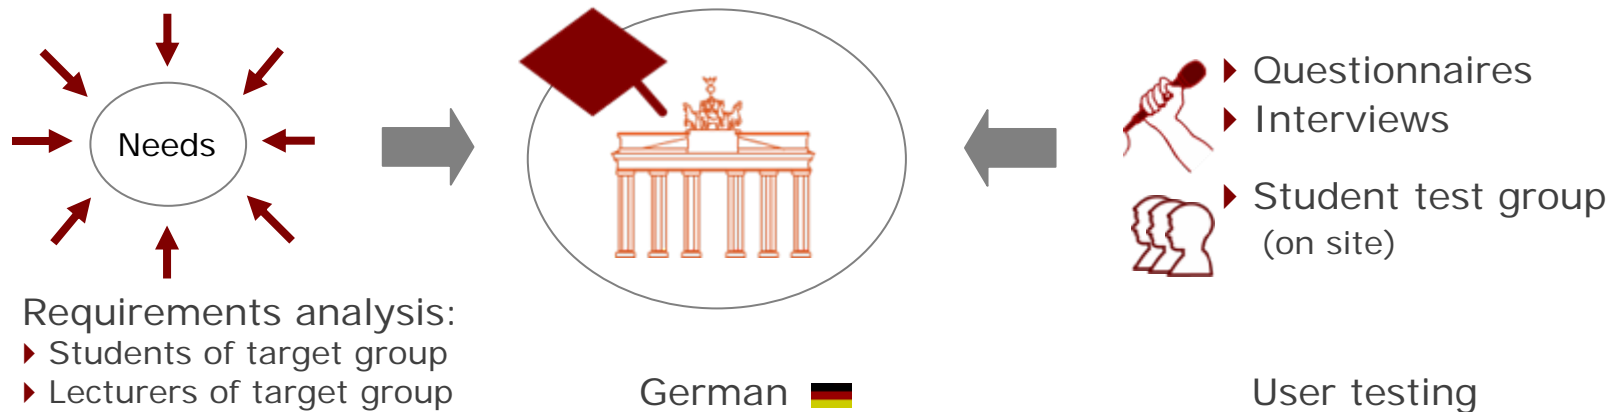 Needs
Requirements analysis:
Students of target group
Lecturers of target group
German
Questionnaires
Interviews
Student test group
(on site)
User testing